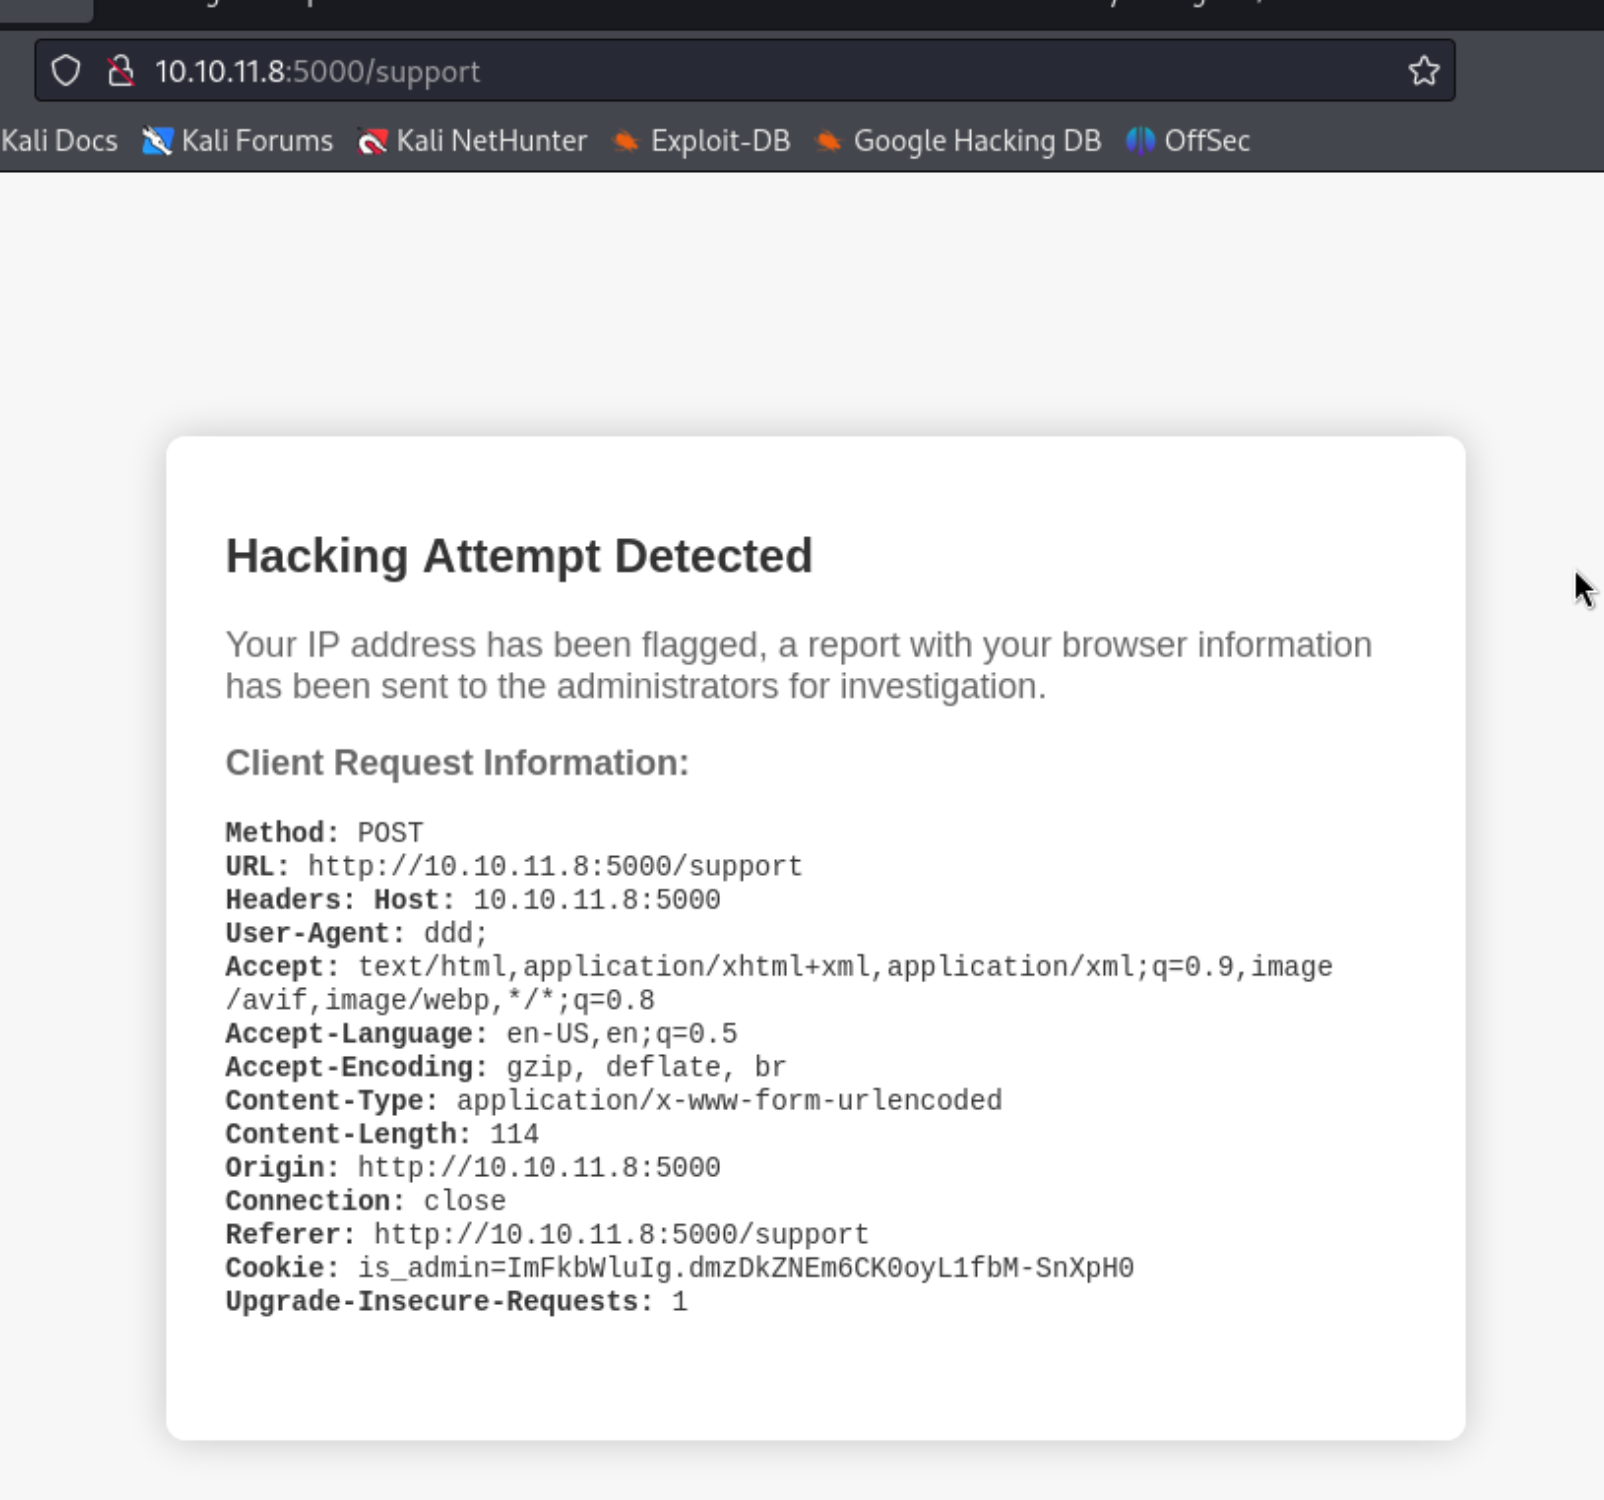 10.10.11.8:5000/support
Kali Docs Kali Forums Kali NetHunter Exploit-DB Google Hacking DB OffSec
Hacking Attempt Detected
Your IP address has been flagged, a report with your browser information
has been sent to the administrators for investigation.
Client Request Information:
Method: POST
URL: http://10.10.11.8:5000/support
Headers: Host: 10.10.11.8:5000
User-Agent: ddd;
Accept: text/html,application/xhtml+xml,application/xml;q=0.9,image
/avif,image/webp,*/*;q=0.8
Accept-Language: en-US,en;q=0.5
Accept-Encoding: gzip, deflate, br
Content-Type: application/x-www-form-urlencoded
Content-Length: 114
Origin: http://10.10.11.8:5000
Connection: close
Referer: http://10.10.11.8:5000/support
Cookie: is_admin=ImFkbWluIg.dmzDkZNEm6CK0oyL1fbM-SnXpH0
Upgrade-Insecure-Requests: 1